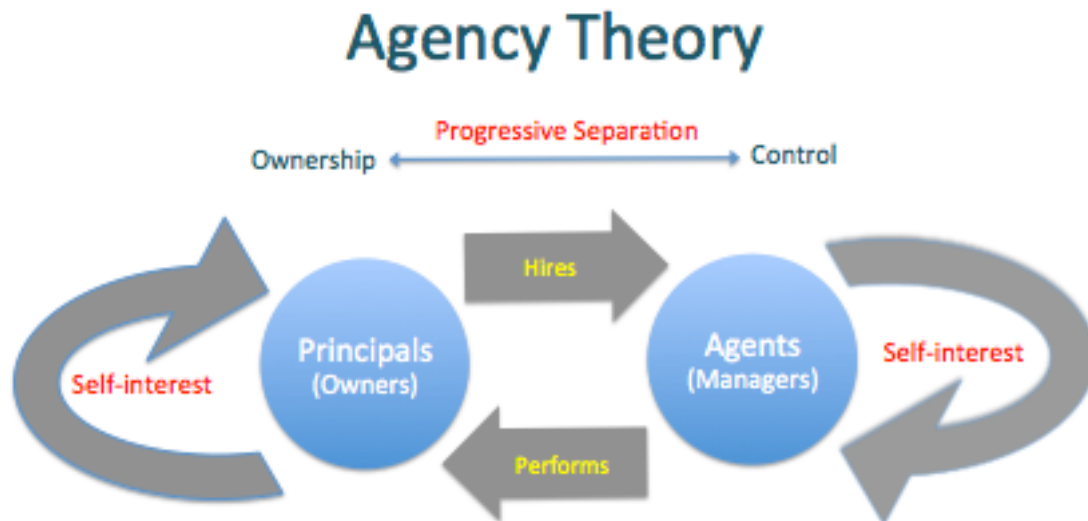 Agency Theory
Progressive Separation
Ownership
Control
Hires
Principals
(Owners)
Agents
(Managers)
Self-interest
Self-interest
Performs